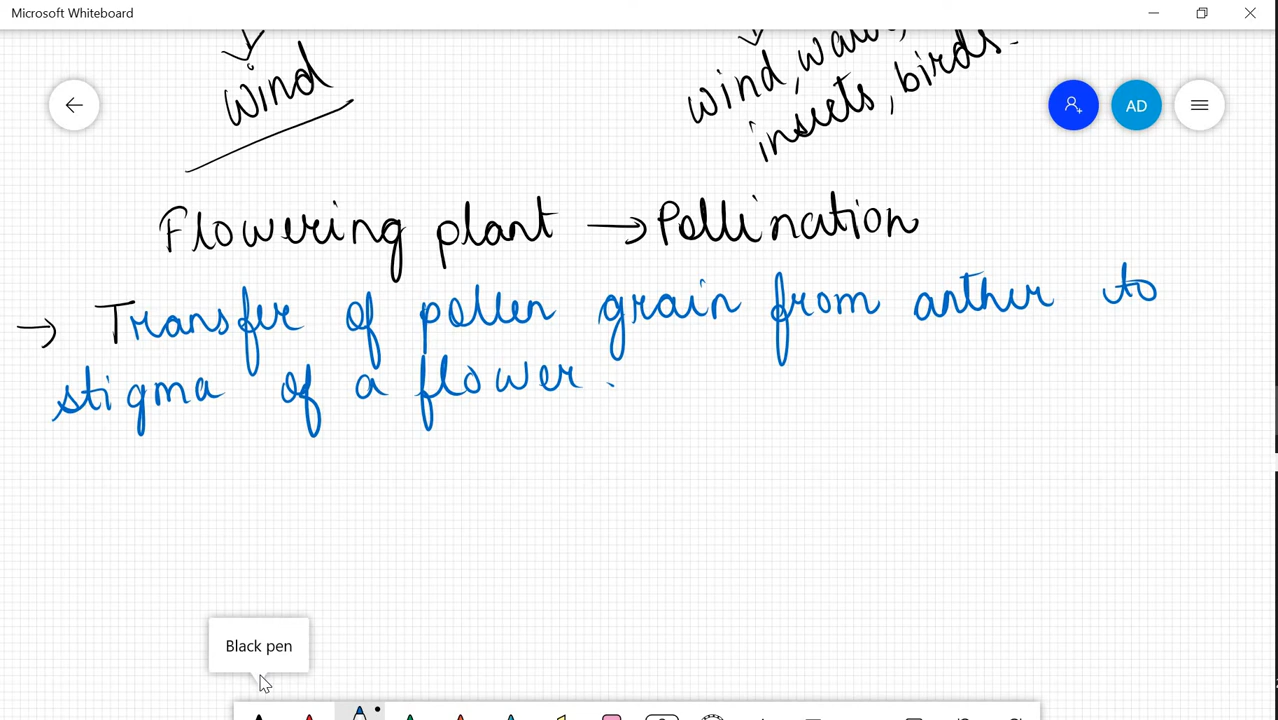 Microsoft Whiteboard
wind
wind, water,
insects, birds.
AD
Flowering plant → Pollination
→ Transfer of pollen grain from anther to
stigma of a flower.
Black pen